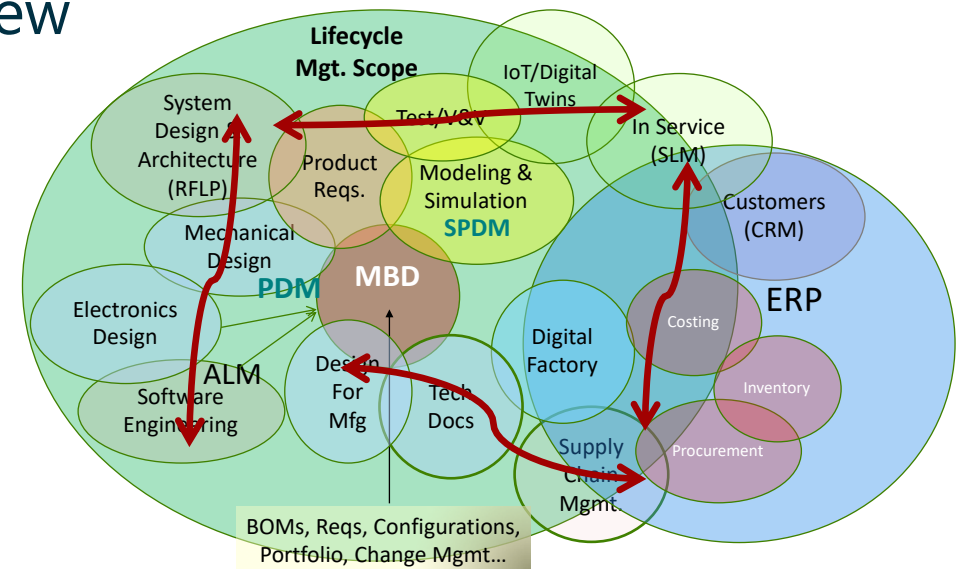 ew
Lifecycle
Mgt. Scope
IoT/Digital
Twins
System
Design &
Architecture
(RFLP)
Test/V&V
In Service
(SLM)
Product
Reqs.
Modeling &
Simulation
SPDM
Customers
(CRM)
Mechanical
Design
PDM
MBD
ERP
Electronics
Design
Digital
Factory
Costing
ALM
Software
Engineering
Design
For
Mfg
Tech
Docs
Inventory
Supply
Chain
Mgmt.
Procurement
BOMs, Reqs, Configurations,
Portfolio, Change Mgmt...